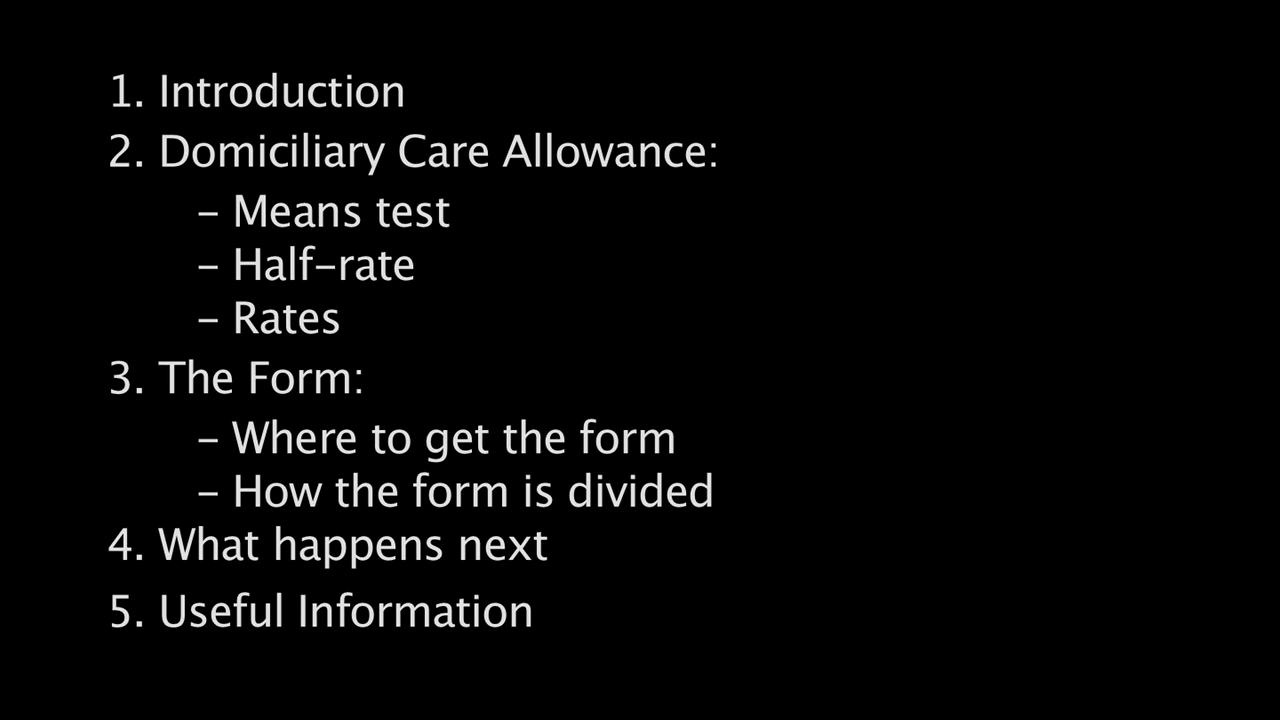 1. Introduction
2. Domiciliary Care Allowance:
– Means test
– Half–rate
– Rates
3. The Form:
– Where to get the form
– How the form is divided
4. What happens next
5. Useful Information